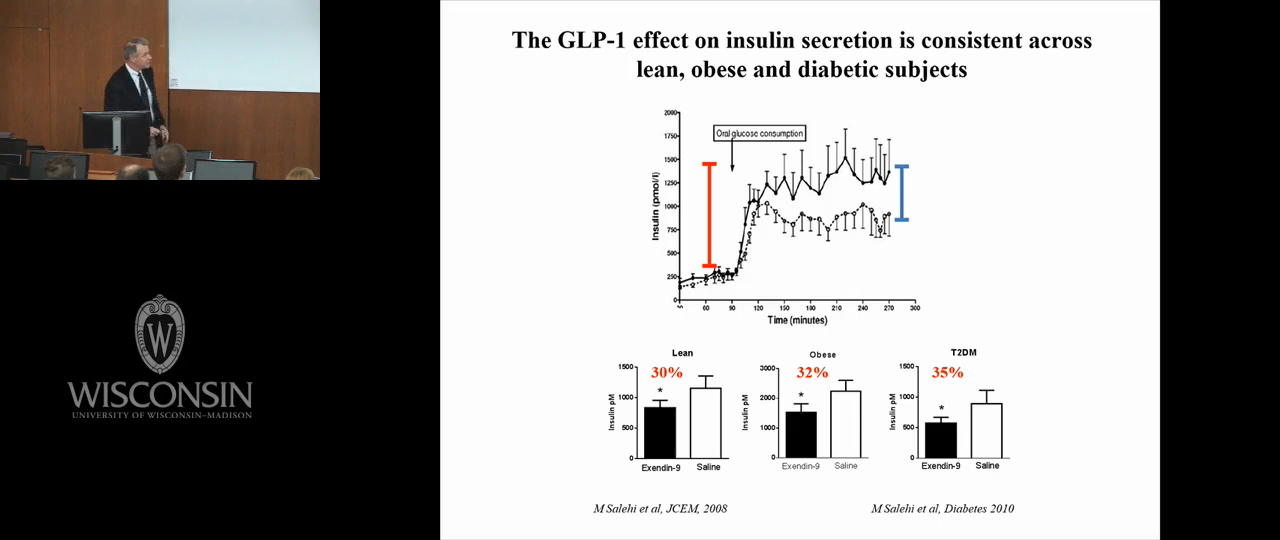 The GLP-1 effect on insulin secretion is consistent across
lean, obese and diabetic subjects
Insulin (pmol/l)
2000
1750
1500
1250
1000
750
500
250
0
Oral glucose consumption
60
90
120
150
180
210
240
270
300
Time (minutes)
Lean
30%
Insulin pM
1500
1000
500
0
*
Exendin-9
Saline
Obese
32%
Insulin pM
3000
2000
1000
0
*
Exendin-9
Saline
T2DM
35%
Insulin pM
1500
1000
500
0
*
Exendin-9
Saline
M Salehi et al, JCEM, 2008
M Salehi et al, Diabetes 2010
W
WISCONSIN
UNIVERSITY OF WISCONSIN–MADISON